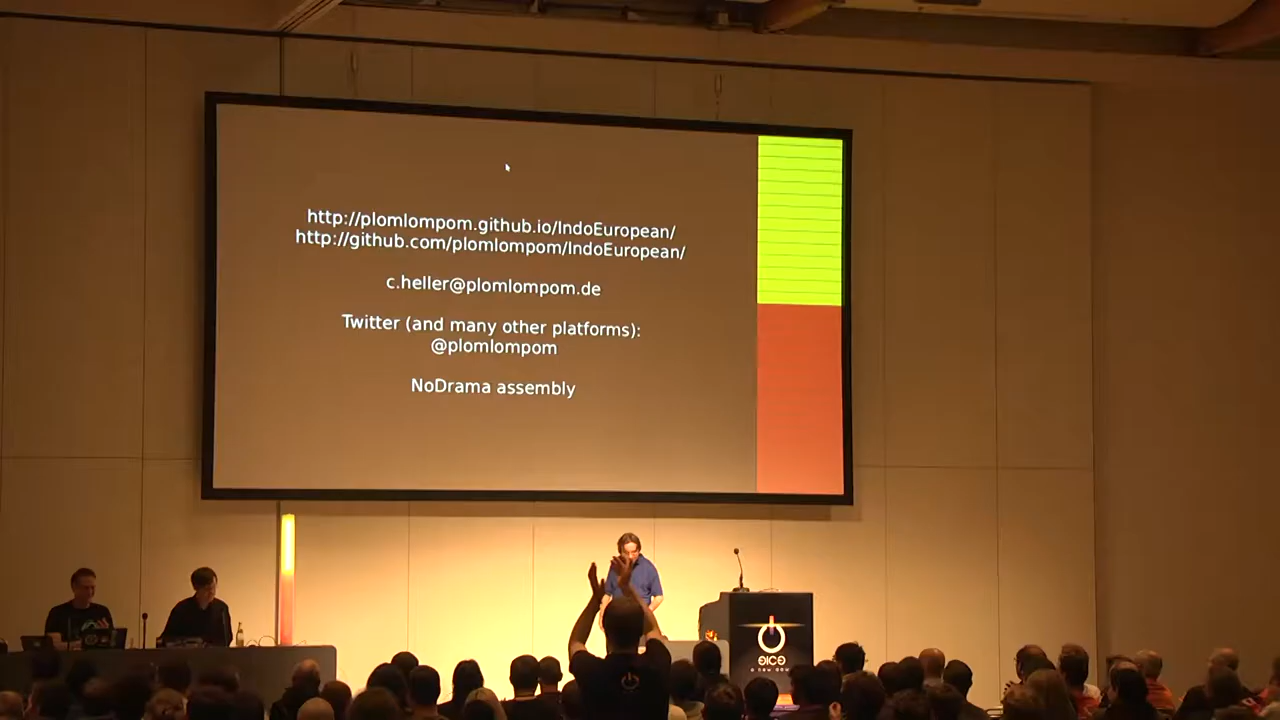 http://plomlompom.github.io/IndoEuropean/
http://github.com/plomlompom/IndoEuropean/
c.heller@plomlompom.de
Twitter (and many other platforms):
@plomlompom
NoDrama assembly